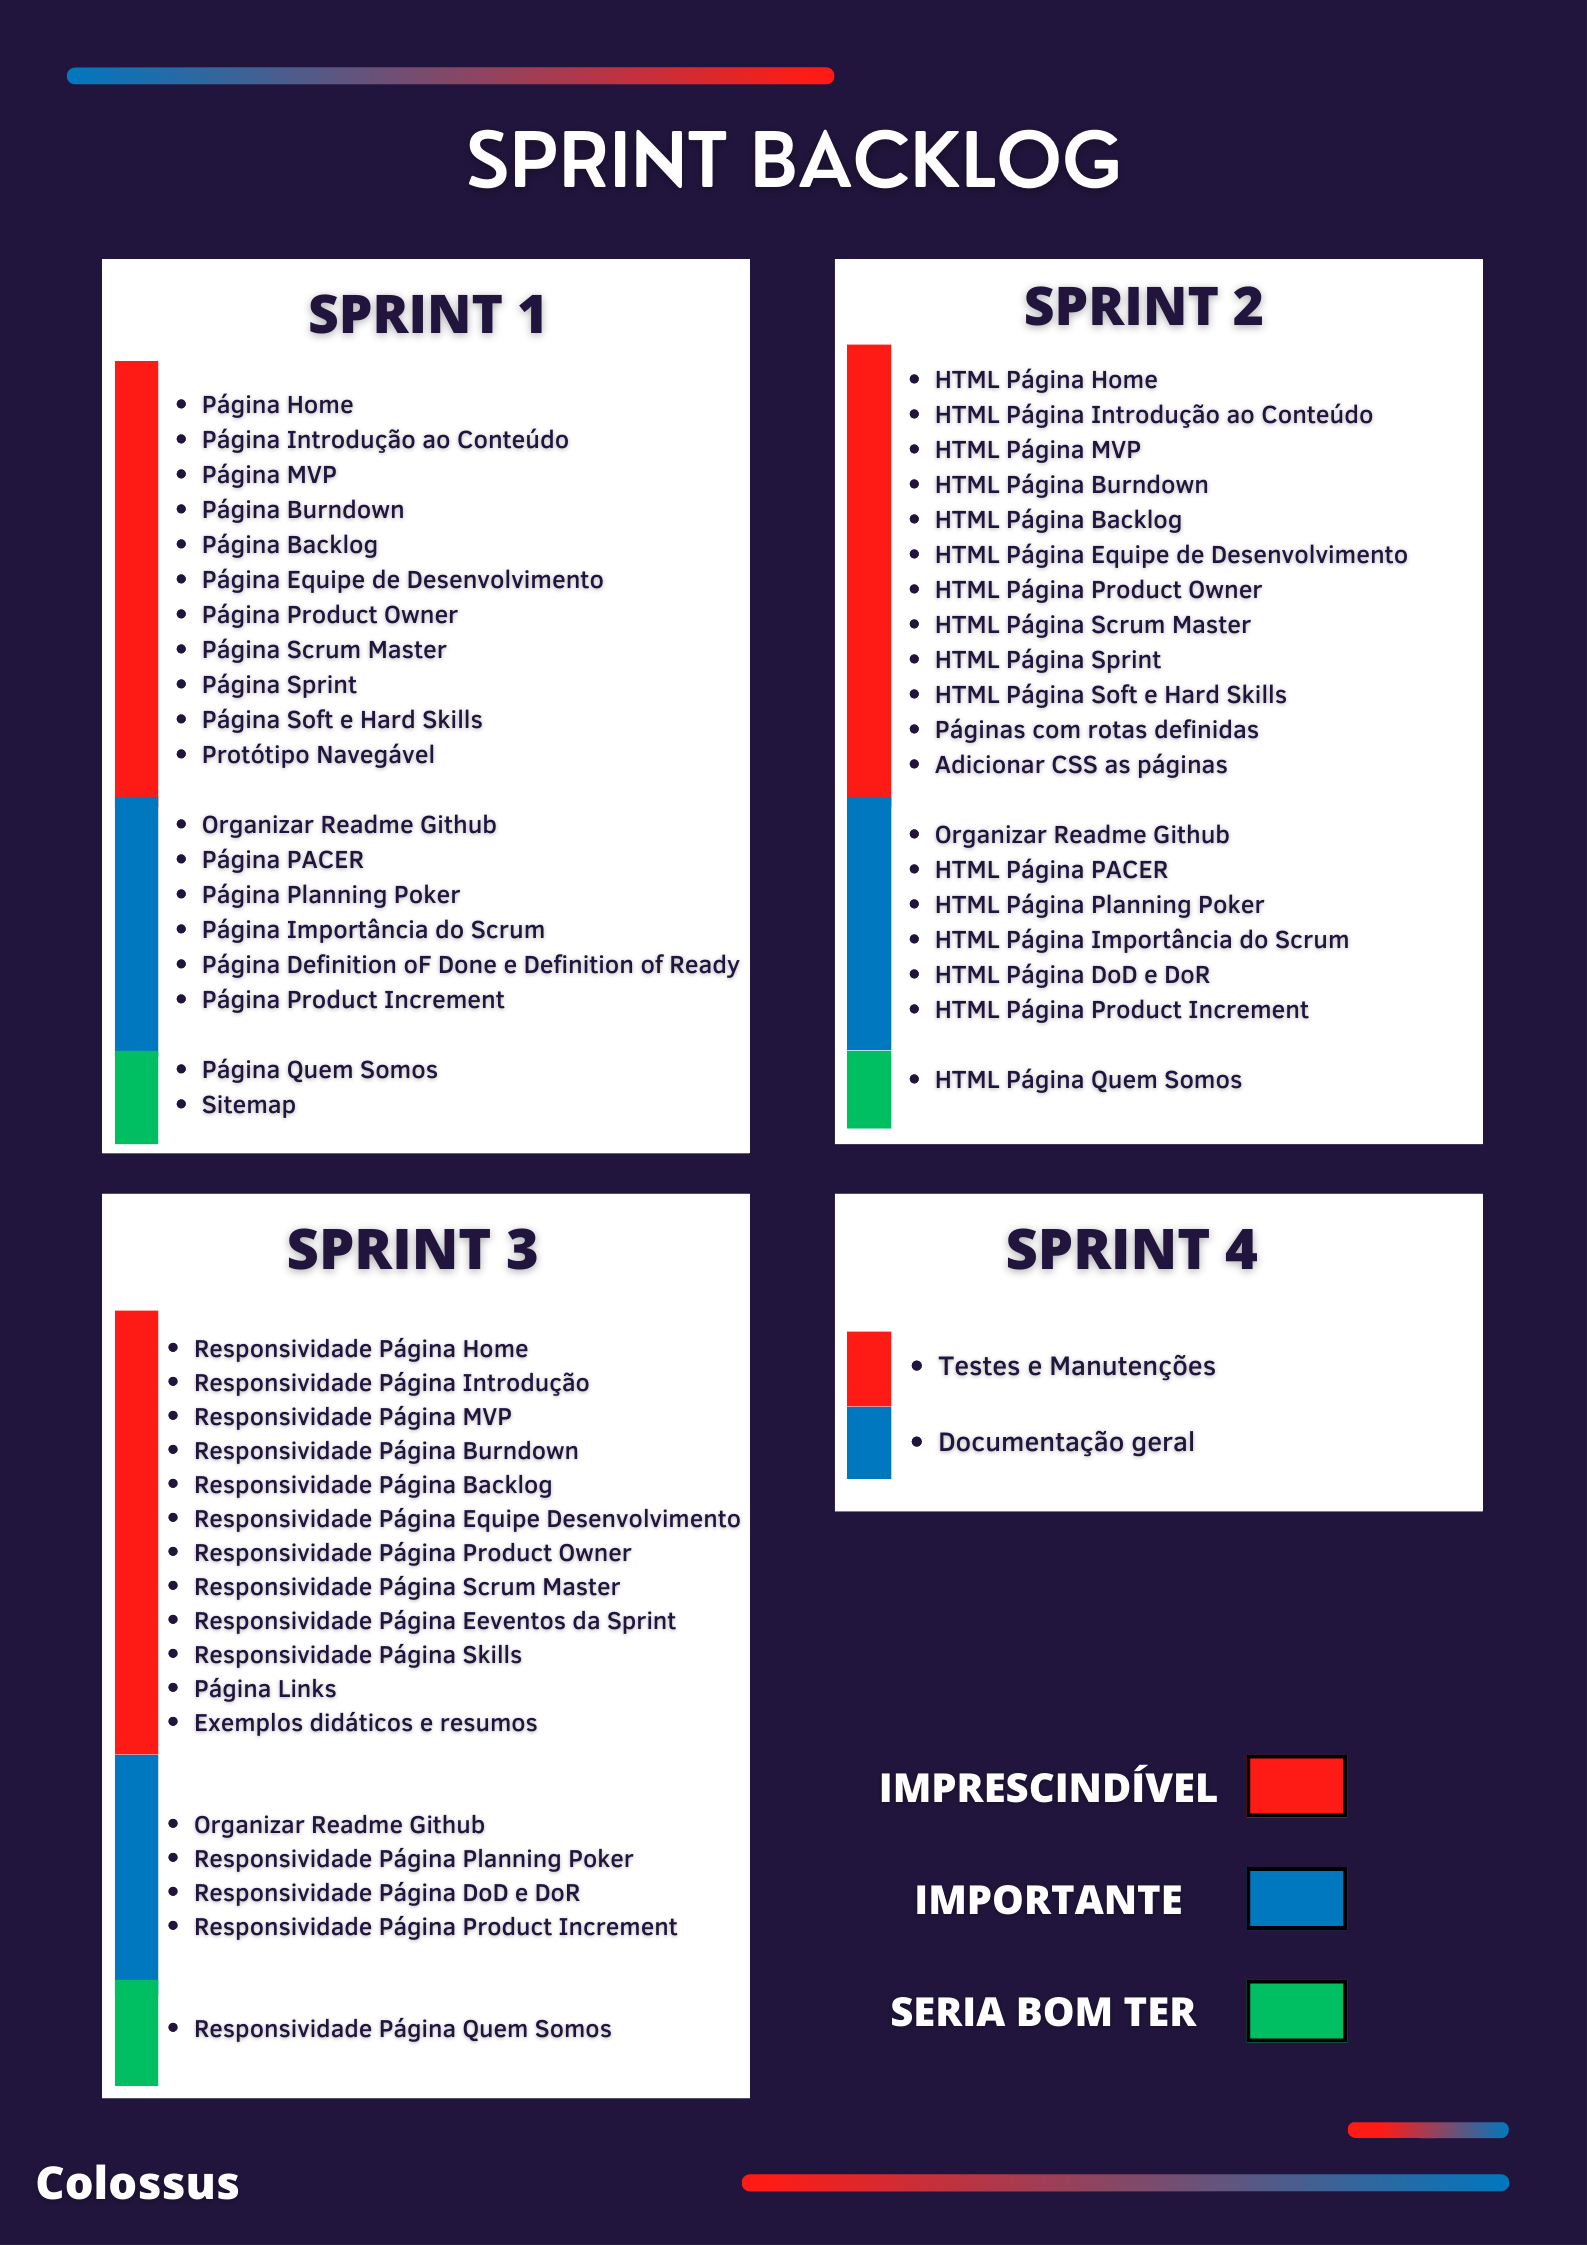 SPRINT BACKLOG
SPRINT 1
• Página Home
• Página Introdução ao Conteúdo
• Página MVP
• Página Burndown
• Página Backlog
• Página Equipe de Desenvolvimento
• Página Product Owner
• Página Scrum Master
• Página Sprint
• Página Soft e Hard Skills
• Protótipo Navegável
• Organizar Readme Github
• Página PACER
• Página Planning Poker
• Página Importância do Scrum
• Página Definition oF Done e Definition of Ready
• Página Product Increment
• Página Quem Somos
• Sitemap
SPRINT 2
• HTML Página Home
• HTML Página Introdução ao Conteúdo
• HTML Página MVP
• HTML Página Burndown
• HTML Página Backlog
• HTML Página Equipe de Desenvolvimento
• HTML Página Product Owner
• HTML Página Scrum Master
• HTML Página Sprint
• HTML Página Soft e Hard Skills
• Páginas com rotas definidas
• Adicionar CSS as páginas
• Organizar Readme Github
• HTML Página PACER
• HTML Página Planning Poker
• HTML Página Importância do Scrum
• HTML Página DoD e DoR
• HTML Página Product Increment
• HTML Página Quem Somos
SPRINT 3
• Responsividade Página Home
• Responsividade Página Introdução
• Responsividade Página MVP
• Responsividade Página Burndown
• Responsividade Página Backlog
• Responsividade Página Equipe Desenvolvimento
• Responsividade Página Product Owner
• Responsividade Página Scrum Master
• Responsividade Página Eeventos da Sprint
• Responsividade Página Skills
• Página Links
• Exemplos didáticos e resumos
• Organizar Readme Github
• Responsividade Página Planning Poker
• Responsividade Página DoD e DoR
• Responsividade Página Product Increment
• Responsividade Página Quem Somos
SPRINT 4
• Testes e Manutenções
• Documentação geral
IMPRESCINDÍVEL
IMPORTANTE
SERIA BOM TER
Colossus